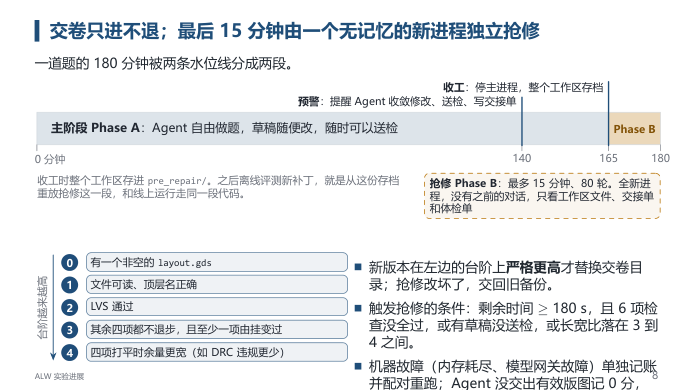 交卷只进不退；最后 15 分钟由一个无记忆的新进程独立抢修
一道题的 180 分钟被两条水位线分成两段。
收工：停主进程，整个工作区存档
预警：提醒 Agent 收敛修改、送检、写交接单
主阶段 Phase A：Agent 自由做题，草稿随便改，随时可以送检
Phase B
0 分钟
140
165
180
收工时整个工作区存进 pre_repair/。之后离线评测新补丁，就是从这份存档
重放抢修这一段，和线上运行走同一段代码。
抢修 Phase B：最多 15 分钟、80 轮。全新进
程，没有之前的对话，只看工作区文件、交接单
和体检单
台阶越来越高
0 有一个非空的 layout.gds
1 文件可读、顶层名正确
2 LVS 通过
3 其余四项都不退步，且至少一项由挂变过
4 四项打平时余量更宽（如 DRC 违规更少）
■ 新版本在左边的台阶上严格更高才替换交卷目
录；抢修改坏了，交回旧备份。
■ 触发抢修的条件：剩余时间 ≥ 180 s，且 6 项检
查没全过，或有草稿没送检，或长宽比落在 3 到
4 之间。
■ 机器故障（内存耗尽、模型网关故障）单独记账
并配对重跑；Agent 没交出有效版图记 0 分，
ALW 实验进展
8